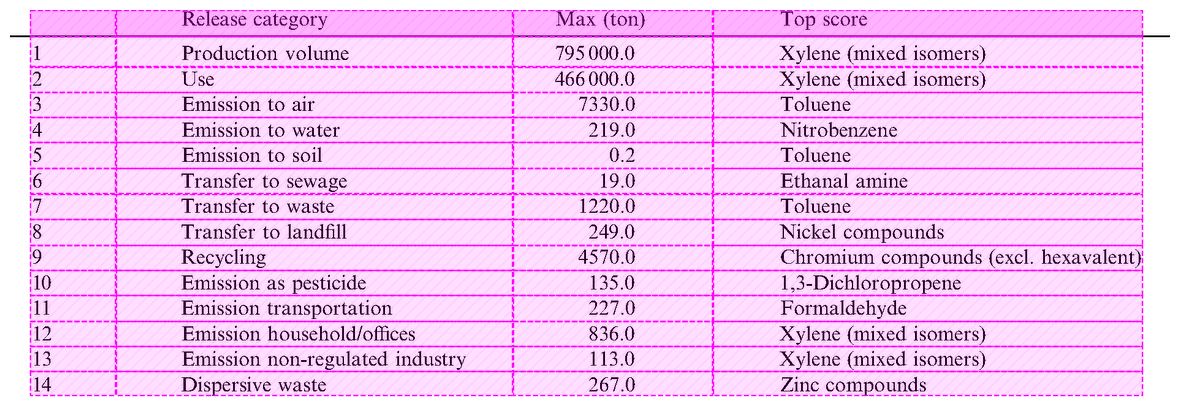 Release category Max (ton) Top score
1 Production volume 795 000.0 Xylene (mixed isomers)
2 Use 466 000.0 Xylene (mixed isomers)
3 Emission to air 7330.0 Toluene
4 Emission to water 219.0 Nitrobenzene
5 Emission to soil 0.2 Toluene
6 Transfer to sewage 19.0 Ethanal amine
7 Transfer to waste 1220.0 Toluene
8 Transfer to landfill 249.0 Nickel compounds
9 Recycling 4570.0 Chromium compounds (excl. hexavalent)
10 Emission as pesticide 135.0 1,3-Dichloropropene
11 Emission transportation 227.0 Formaldehyde
12 Emission household/offices 836.0 Xylene (mixed isomers)
13 Emission non-regulated industry 113.0 Xylene (mixed isomers)
14 Dispersive waste 267.0 Zinc compounds